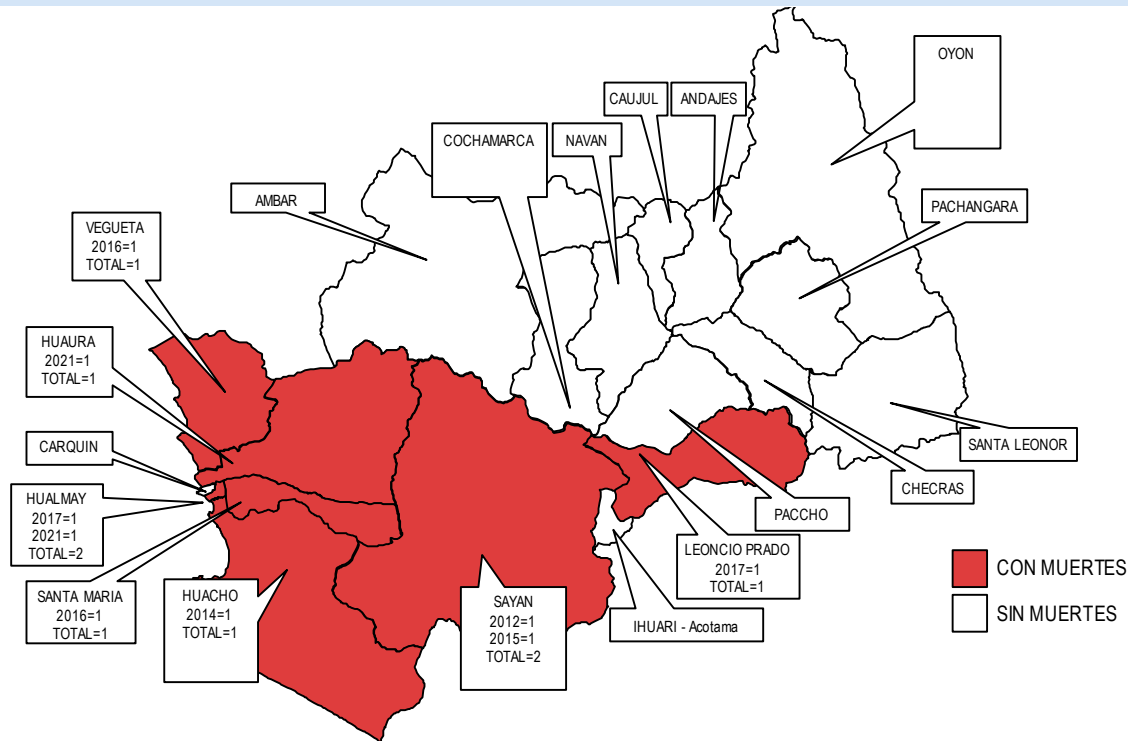 OYON
CAUJUL
ANDAJES
COCHAMARCA
NAVAN
AMBAR
PACHANGARA
VEGUETA
2016=1
TOTAL=1
HUAURA
2021=1
TOTAL=1
CARQUIN
SANTA LEONOR
CHECRAS
HUALMAY
2017=1
2021=1
TOTAL=2
PACCHO
LEONCIO PRADO
2017=1
TOTAL=1
SANTA MARIA
2016=1
TOTAL=1
HUACHO
2014=1
TOTAL=1
SAYAN
2012=1
2015=1
TOTAL=2
IHUARI - Acotama
CON MUERTES
SIN MUERTES